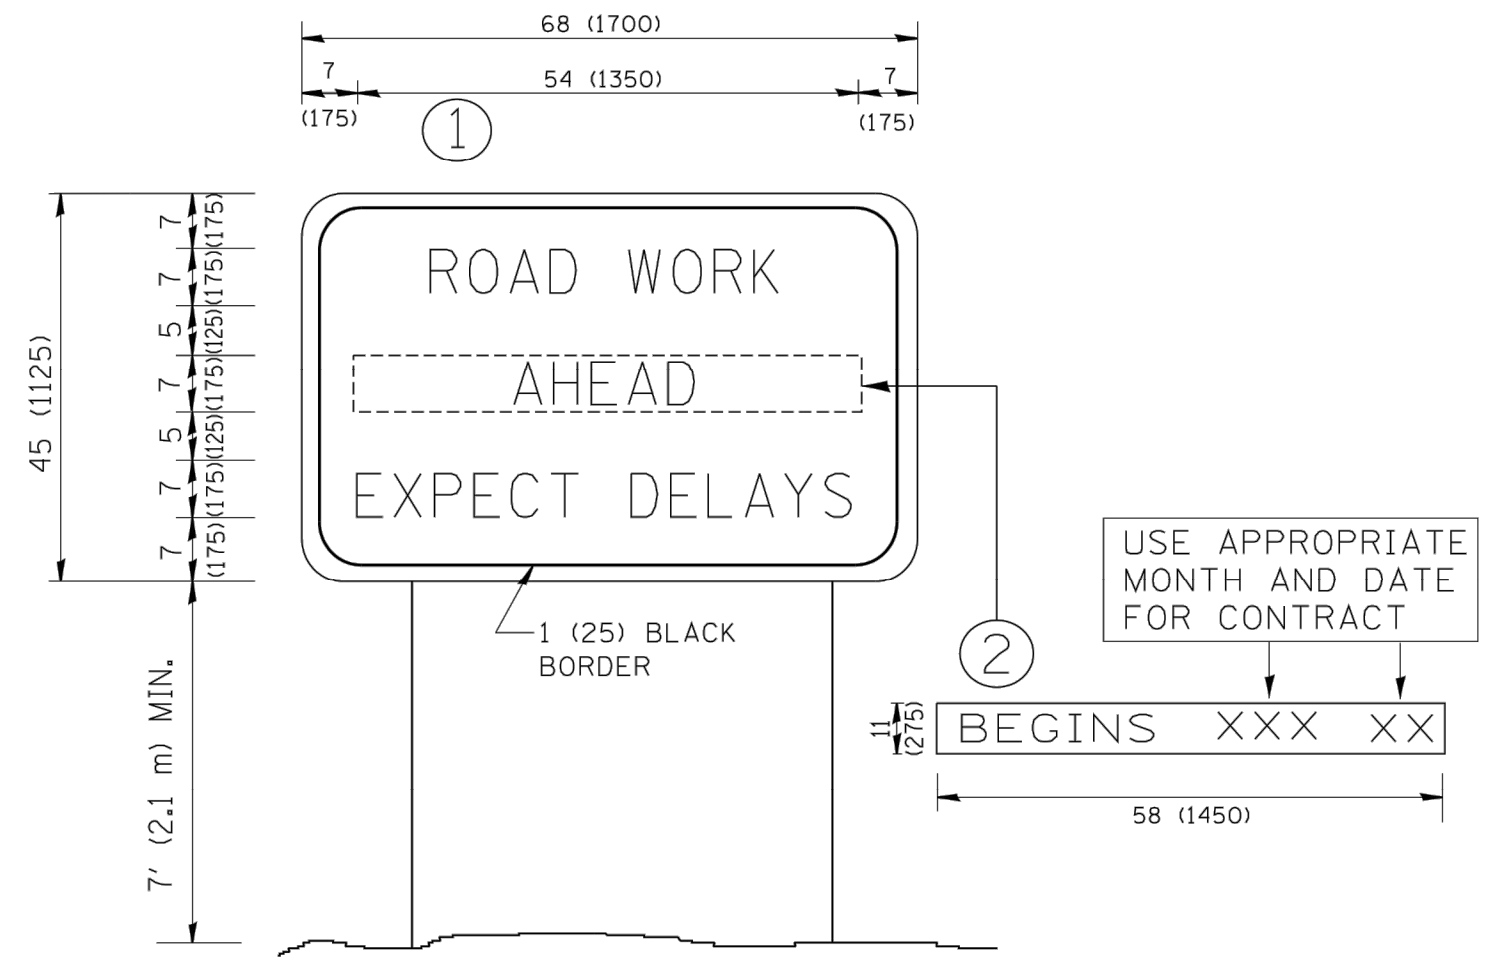 68 (1700)
7
54 (1350)
7
(175)
(175)
1
45 (1125)
7
(175)
7
(175)
5
(125)
7
(175)
5
(125)
7
(175)
7
(175)
ROAD WORK
AHEAD
EXPECT DELAYS
1 (25) BLACK
BORDER
7' (2.1 m) MIN.
2
USE APPROPRIATE
MONTH AND DATE
FOR CONTRACT
11
(275)
BEGINS XXX XX
58 (1450)